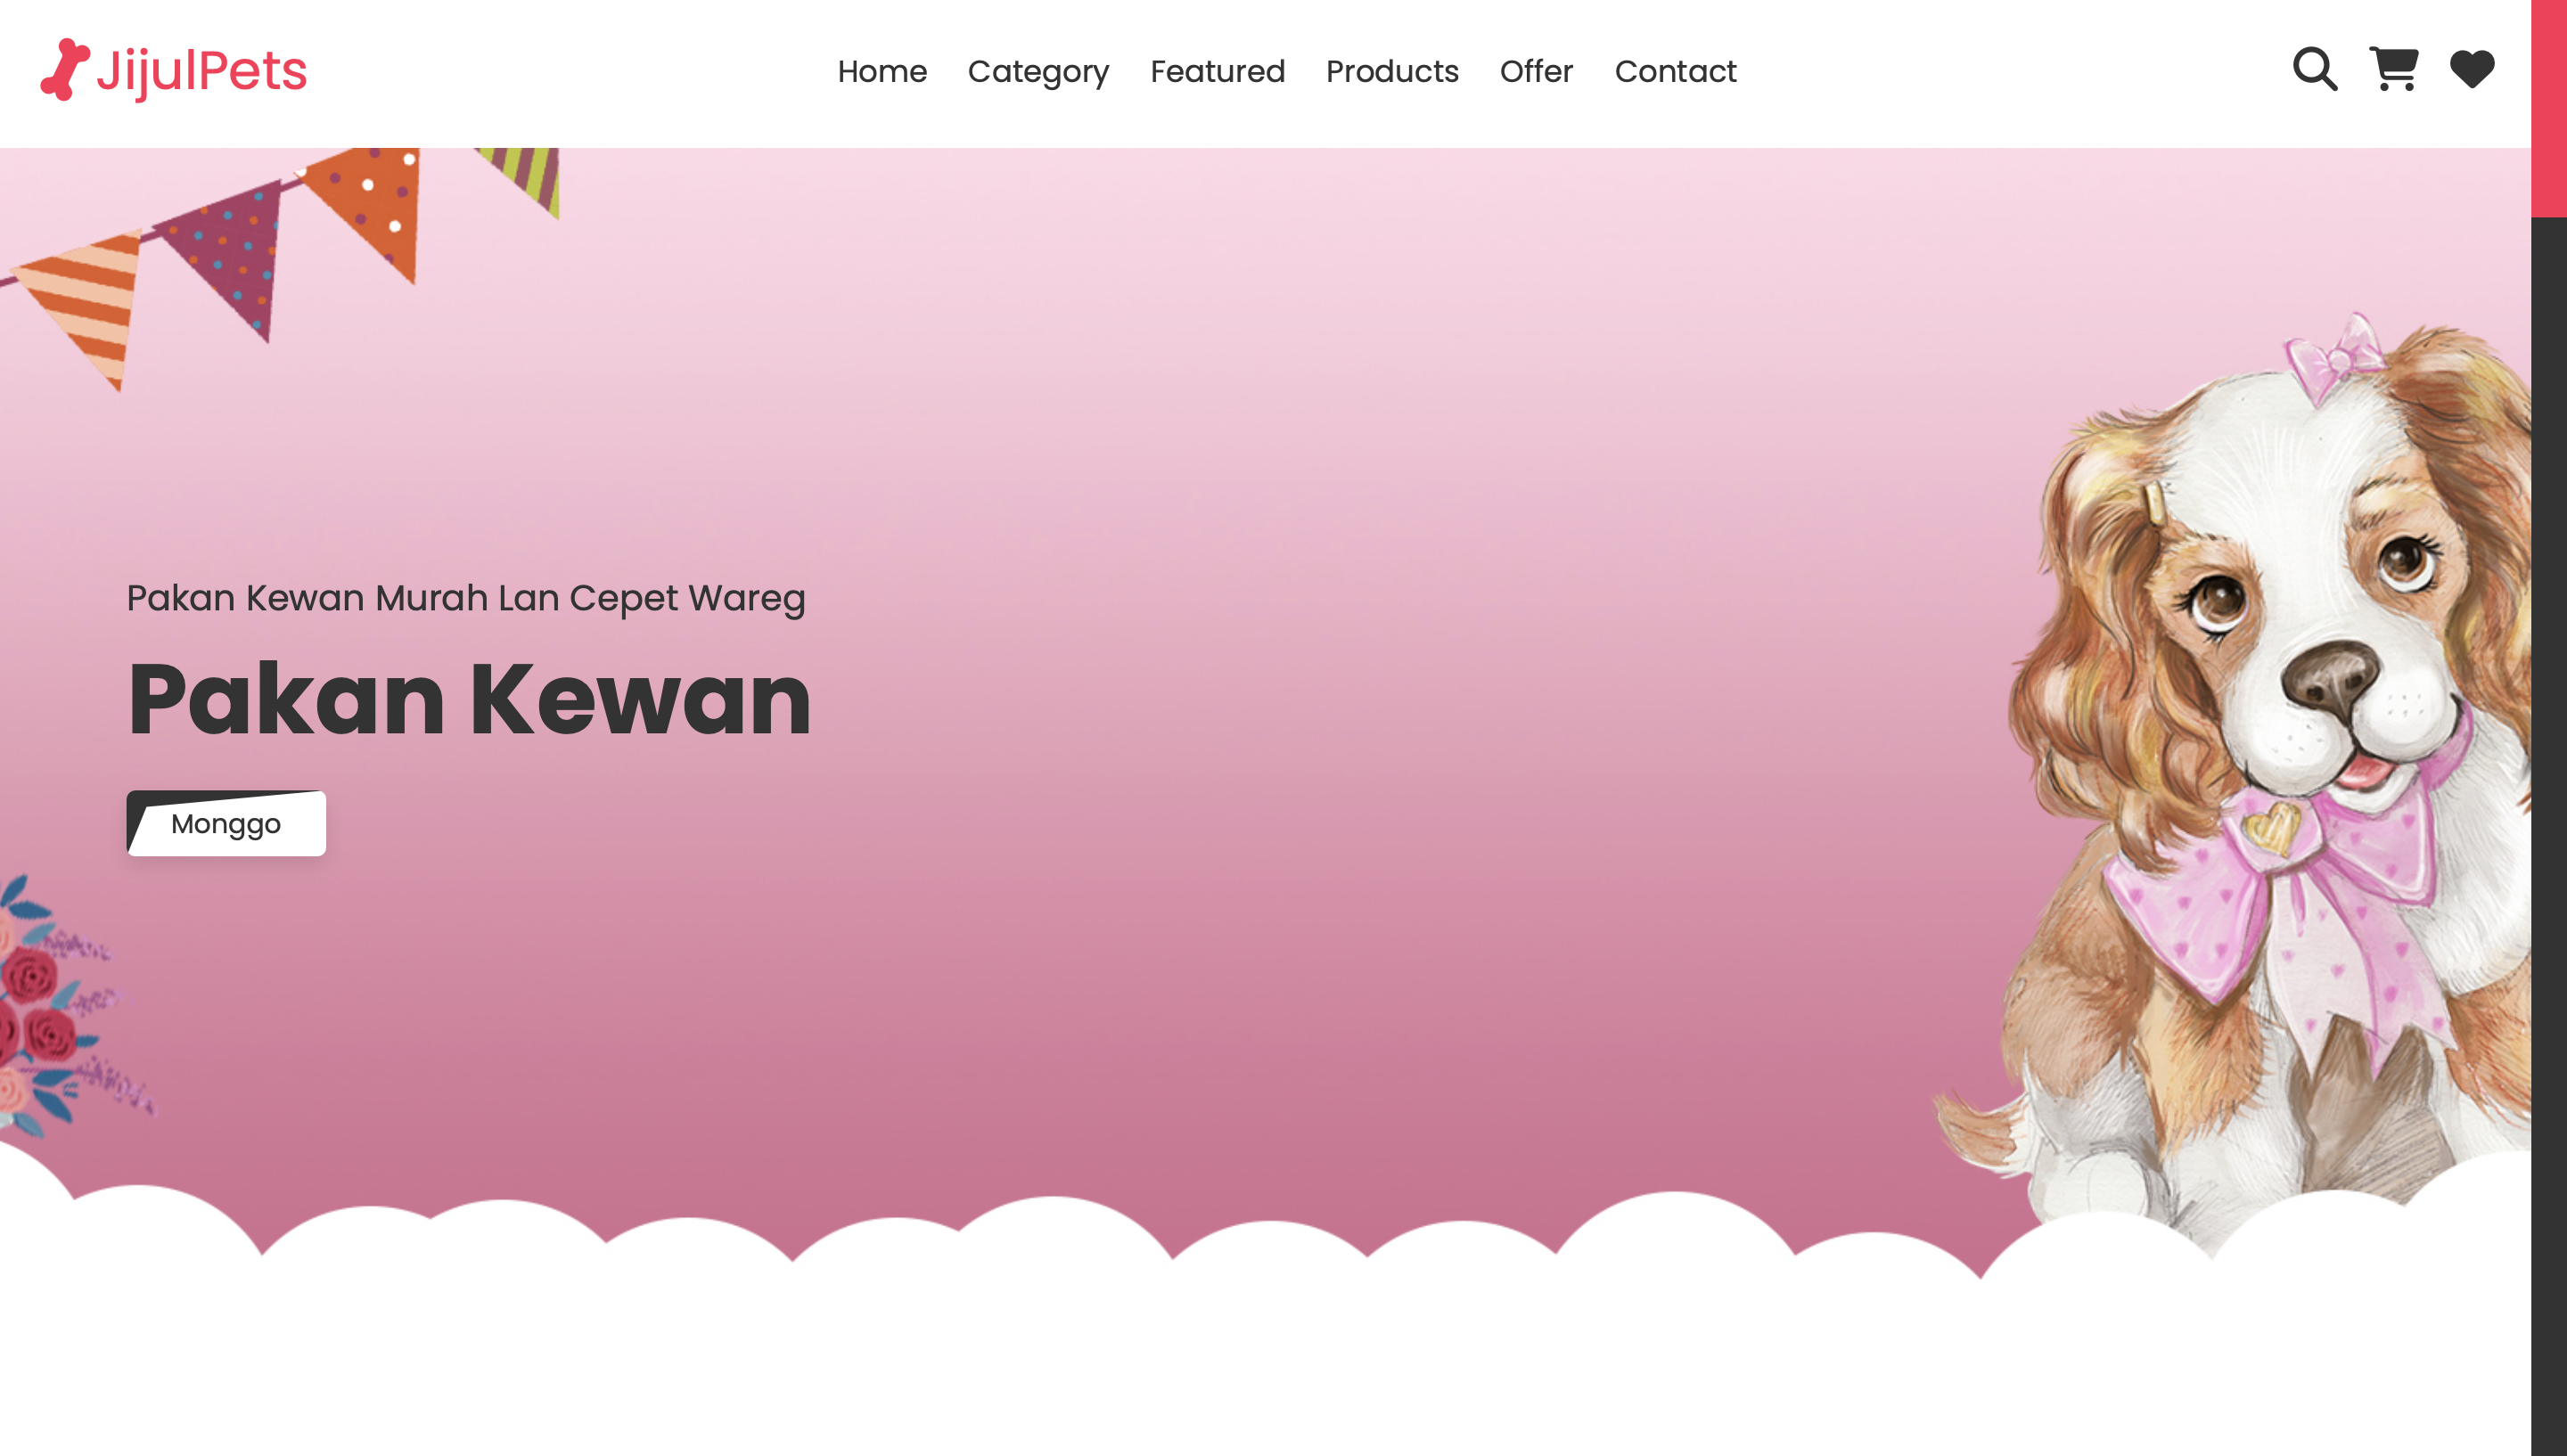 JijulPets
Home Category Featured Products Offer Contact
Pakan Kewan Murah Lan Cepet Wareg
Pakan Kewan
Monggo